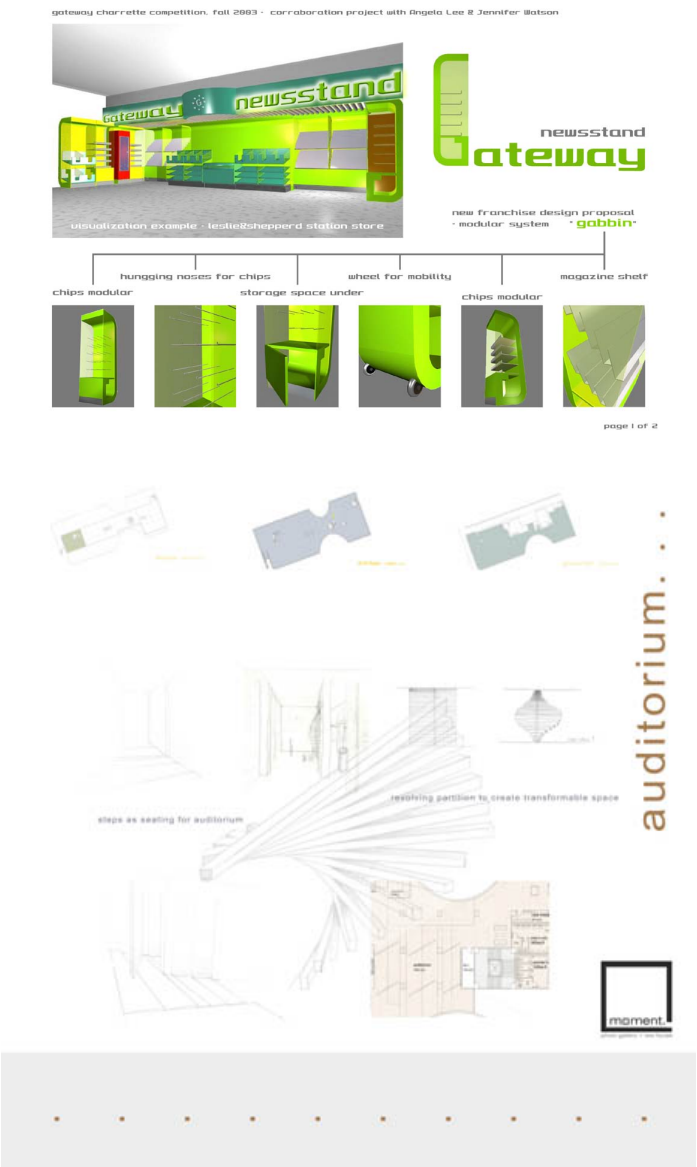 gateway charrette competition, fall 2003 - corraboration project with Angela Lee & Jennifer Watson
Gateway newsstand
visualization example - leslie&shepperd station store
newsstand
Gateway
new franchise design proposal
- modular system - "gabbin"
hungging noses for chips
wheel for mobility
magazine shelf
chips modular
storage space under
chips modular
page 1 of 2
auditorium. . .
revolving partition to create transformable space
steps as seating for auditorium
moment.